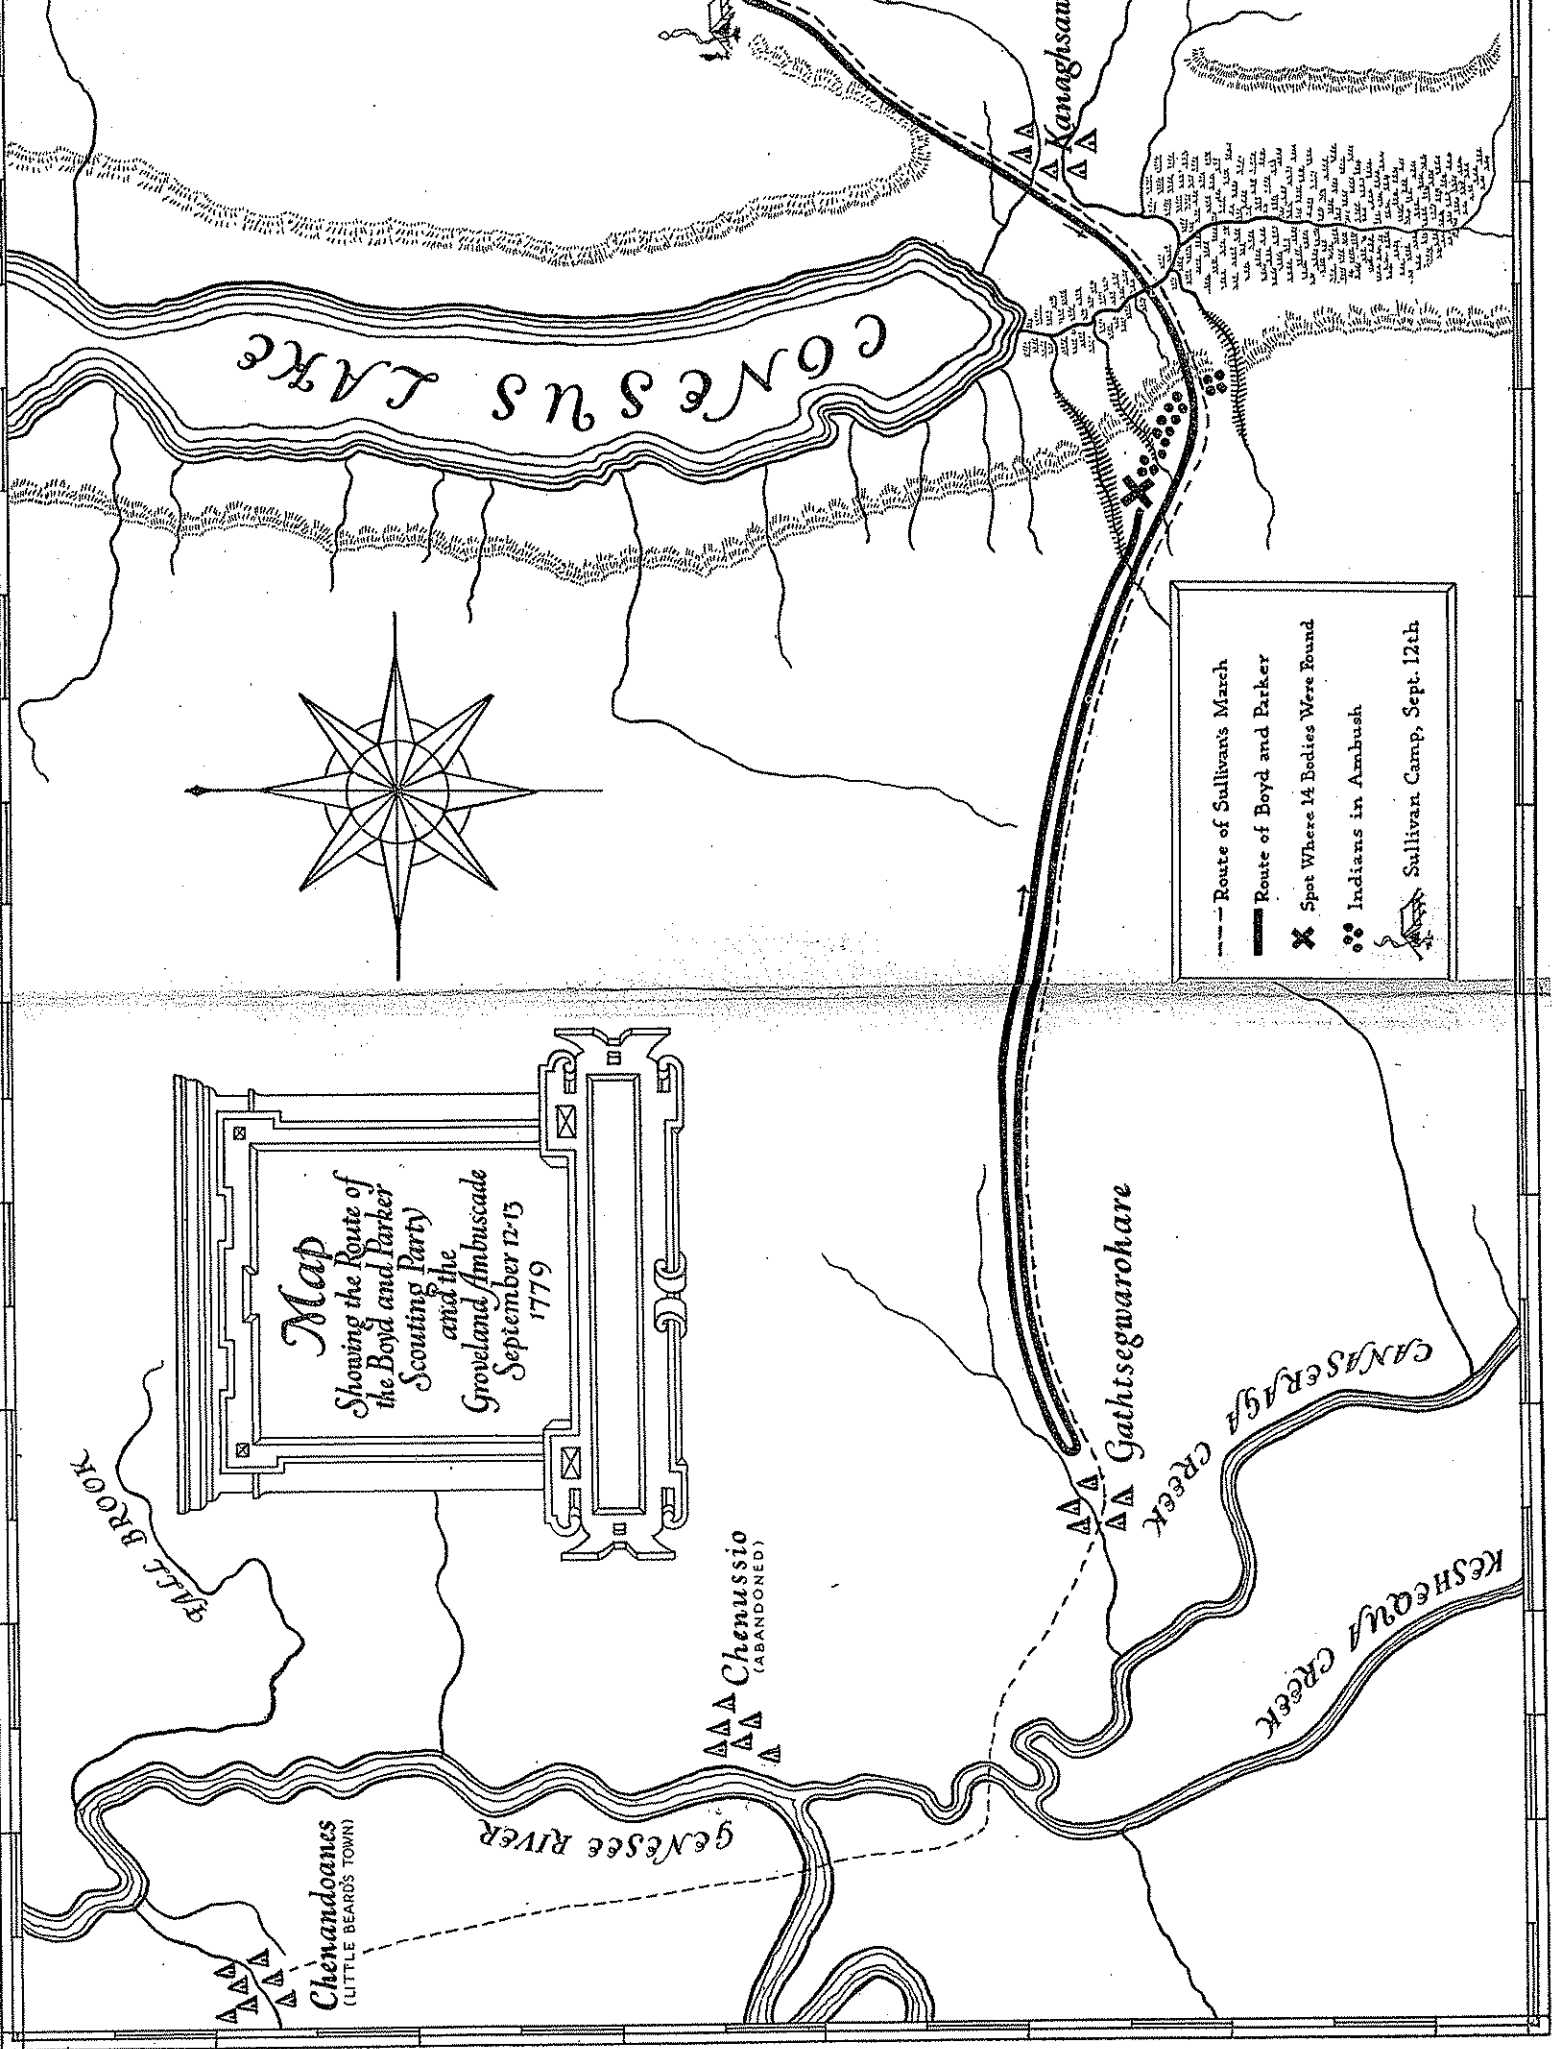 Map
Showing the Route of
the Boyd and Parker
Scouting Party
and the
Groveland Ambuscade
September 12-13
1779
CONESUS LAKE
Kanaghsau
FALL BROOK
Chenandoanes
(LITTLE BEARD'S TOWN)
GENESEE RIVER
Chenussio
(ABANDONED)
Gathtsegwarohare
CANASERAGA
CREEK
KESHEQUA CREEK
Route of Sullivan's March
Route of Boyd and Parker
Spot Where 14 Bodies Were Found
Indians in Ambush
Sullivan Camp, Sept. 12th